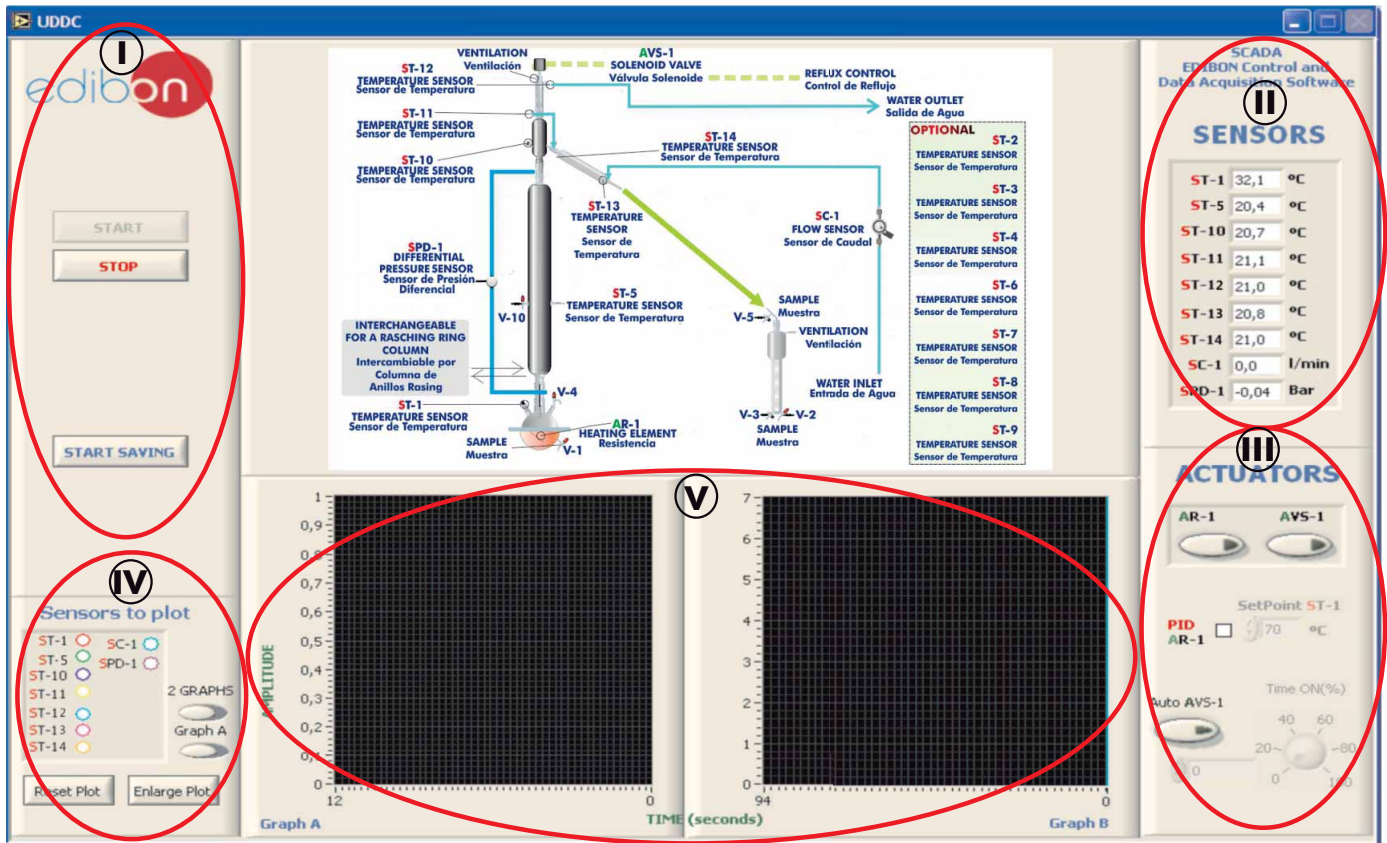 UDDC
I
edibon
START
STOP
START SAVING
VENTILATION
Ventilación
AVS-1
SOLENOID VALVE
Válvula Solenoide
REFLUX CONTROL
Control de Reflujo
ST-12
TEMPERATURE SENSOR
Sensor de Temperatura
WATER OUTLET
Salida de Agua
ST-11
TEMPERATURE SENSOR
Sensor de Temperatura
ST-14
TEMPERATURE SENSOR
Sensor de Temperatura
ST-10
TEMPERATURE SENSOR
Sensor de Temperatura
ST-13
TEMPERATURE
SENSOR
Sensor de
Temperatura
SC-1
FLOW SENSOR
Sensor de Caudal
SPD-1
DIFFERENTIAL
PRESSURE SENSOR
Sensor de Presión
Diferencial
ST-5
TEMPERATURE SENSOR
Sensor de Temperatura
V-10
SAMPLE
Muestra
V-5
VENTILATION
Ventilación
INTERCHANGEABLE
FOR A RASCHING RING
COLUMN
Intercambiable por
Columna de
Anillos Rasing
WATER INLET
Entrada de Agua
V-4
ST-1
TEMPERATURE SENSOR
Sensor de Temperatura
AR-1
HEATING ELEMENT
Resistencia
SAMPLE
Muestra
V-1
V-3
V-2
SAMPLE
Muestra
OPTIONAL
ST-2
TEMPERATURE SENSOR
Sensor de Temperatura
ST-3
TEMPERATURE SENSOR
Sensor de Temperatura
ST-4
TEMPERATURE SENSOR
Sensor de Temperatura
ST-6
TEMPERATURE SENSOR
Sensor de Temperatura
ST-7
TEMPERATURE SENSOR
Sensor de Temperatura
ST-8
TEMPERATURE SENSOR
Sensor de Temperatura
ST-9
TEMPERATURE SENSOR
Sensor de Temperatura
SCADA
EDIBON Control and
Data Acquisition Software
II
SENSORS
ST-1 32,1 ºC
ST-5 20,4 ºC
ST-10 20,7 ºC
ST-11 21,1 ºC
ST-12 21,0 ºC
ST-13 20,8 ºC
ST-14 21,0 ºC
SC-1 0,0 l/min
SPD-1 -0,04 Bar
III
ACTUATORS
AR-1 AVS-1
SetPoint ST-1
PID
AR-1
70 ºC
Time ON(%)
Auto AVS-1
40 60
20 80
0 100
0
IV
Sensors to plot
ST-1 SC-1
ST-5 SPD-1
ST-10
ST-11
ST-12
ST-13
ST-14
2 GRAPHS
Graph A
Reset Plot Enlarge Plot
V
AMPLITUDE
1
0,9
0,8
0,7
0,6
0,5
0,4
0,3
0,2
0,1
0
12 0
Graph A
TIME (seconds)
7
6
5
4
3
2
1
0
94 0
Graph B